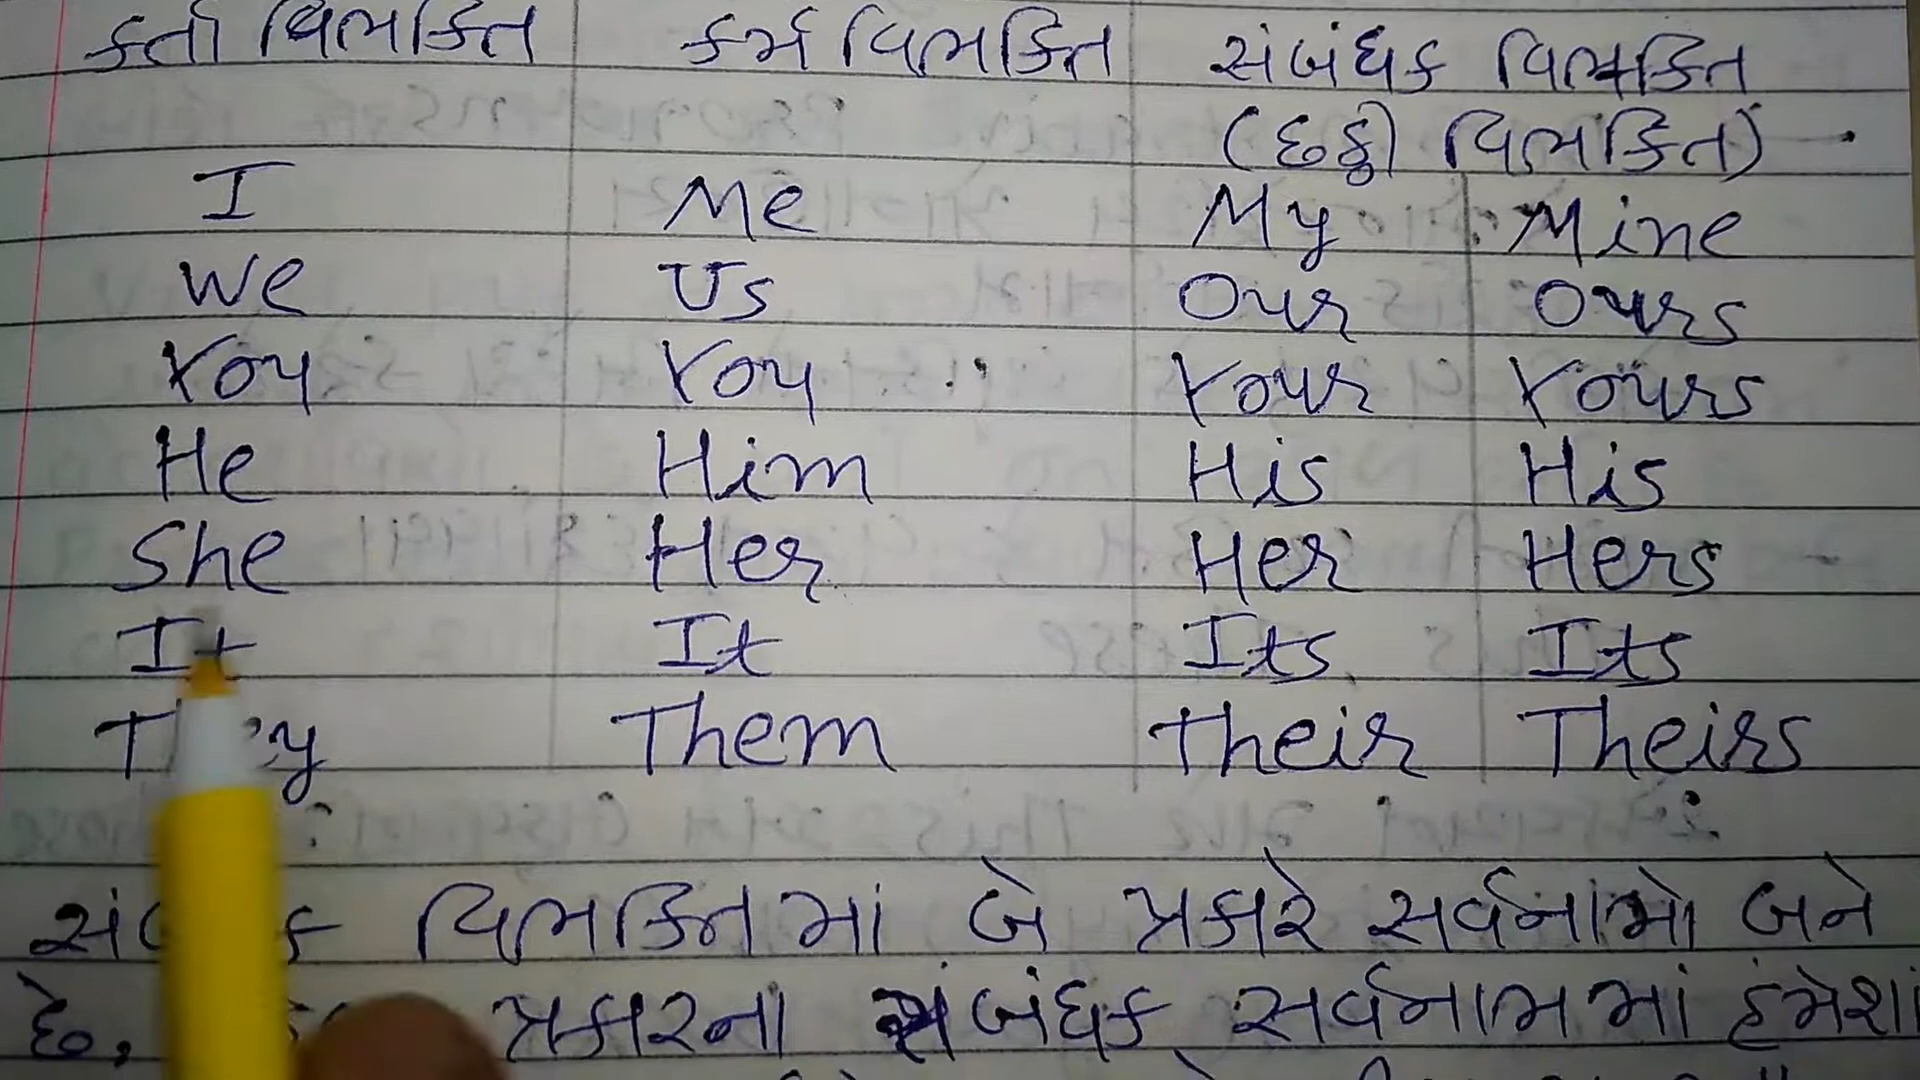 કર્તા વિભક્તિ કર્મ વિભક્તિ સંબંધક વિભક્તિ
(છઠ્ઠી વિભક્તિ)
I Me My Mine
We Us Our Ours
You You Your Yours
He Him His His
She Her Her Hers
It It Its Its
They Them Their Theirs
વિભક્તિમાં બે પ્રકારે સર્વનામો બને
છે, પ્રકારના સંબંધક સર્વનામમાં હંમેશાં